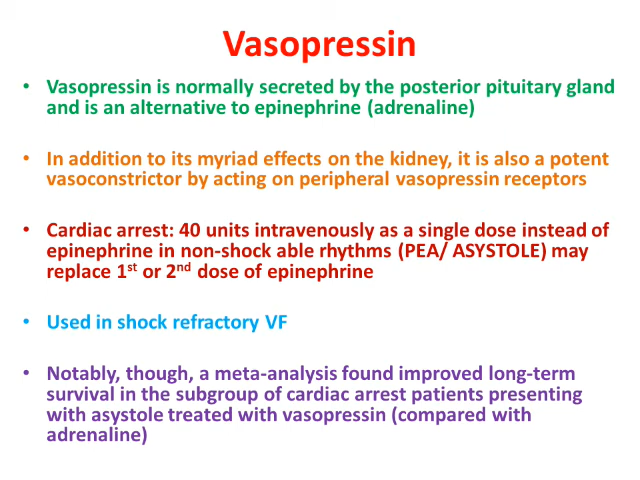 Vasopressin
• Vasopressin is normally secreted by the posterior pituitary gland
and is an alternative to epinephrine (adrenaline)
• In addition to its myriad effects on the kidney, it is also a potent
vasoconstrictor by acting on peripheral vasopressin receptors
• Cardiac arrest: 40 units intravenously as a single dose instead of
epinephrine in non-shock able rhythms (PEA/ ASYSTOLE) may
replace 1st or 2nd dose of epinephrine
• Used in shock refractory VF
• Notably, though, a meta-analysis found improved long-term
survival in the subgroup of cardiac arrest patients presenting
with asystole treated with vasopressin (compared with
adrenaline)